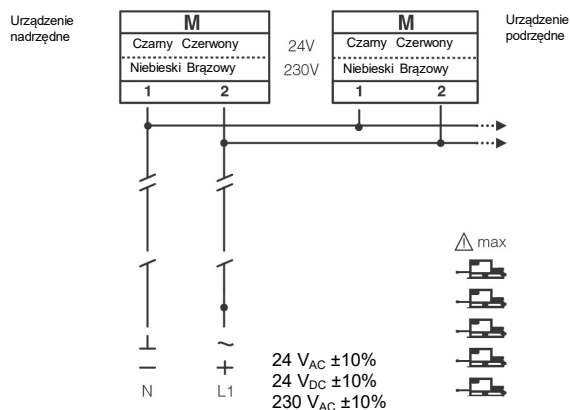 Urządzenie
nadrzędne
Urządzenie
podrzędne
M
M
Czarny Czerwony
24V
Czarny Czerwony
Niebieski Brązowy
230V
Niebieski Brązowy
1 2
1 2
max
⊥ ~
— +
N L1
24 VAC ±10%
24 VDC ±10%
230 VAC ±10%